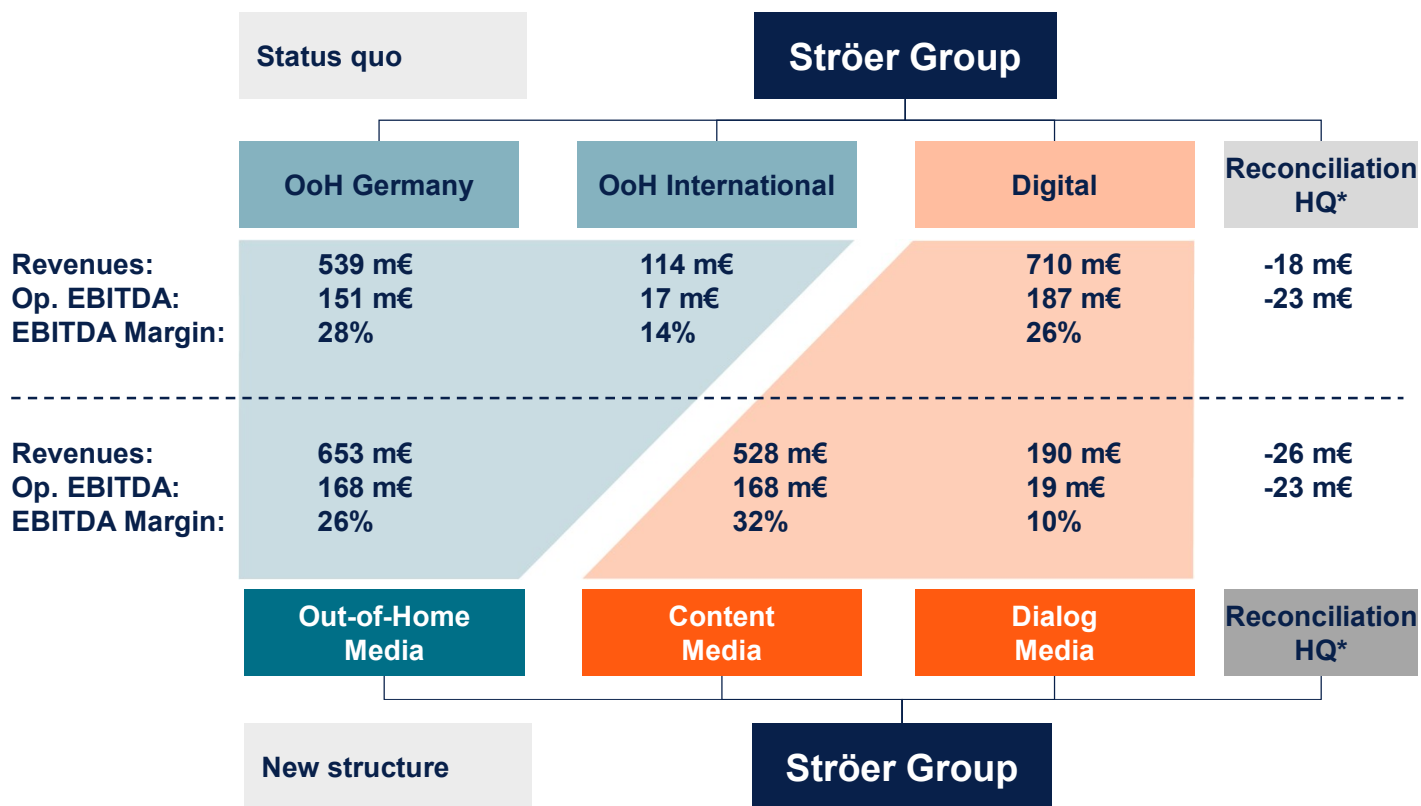 Status quo
Ströer Group
OoH Germany
OoH International
Digital
Reconciliation
HQ*
Revenues: 539 m€ 114 m€ 710 m€ -18 m€
Op. EBITDA: 151 m€ 17 m€ 187 m€ -23 m€
EBITDA Margin: 28% 14% 26%
Revenues: 653 m€ 528 m€ 190 m€ -26 m€
Op. EBITDA: 168 m€ 168 m€ 19 m€ -23 m€
EBITDA Margin: 26% 32% 10%
Out-of-Home
Media
Content
Media
Dialog
Media
Reconciliation
HQ*
New structure
Ströer Group